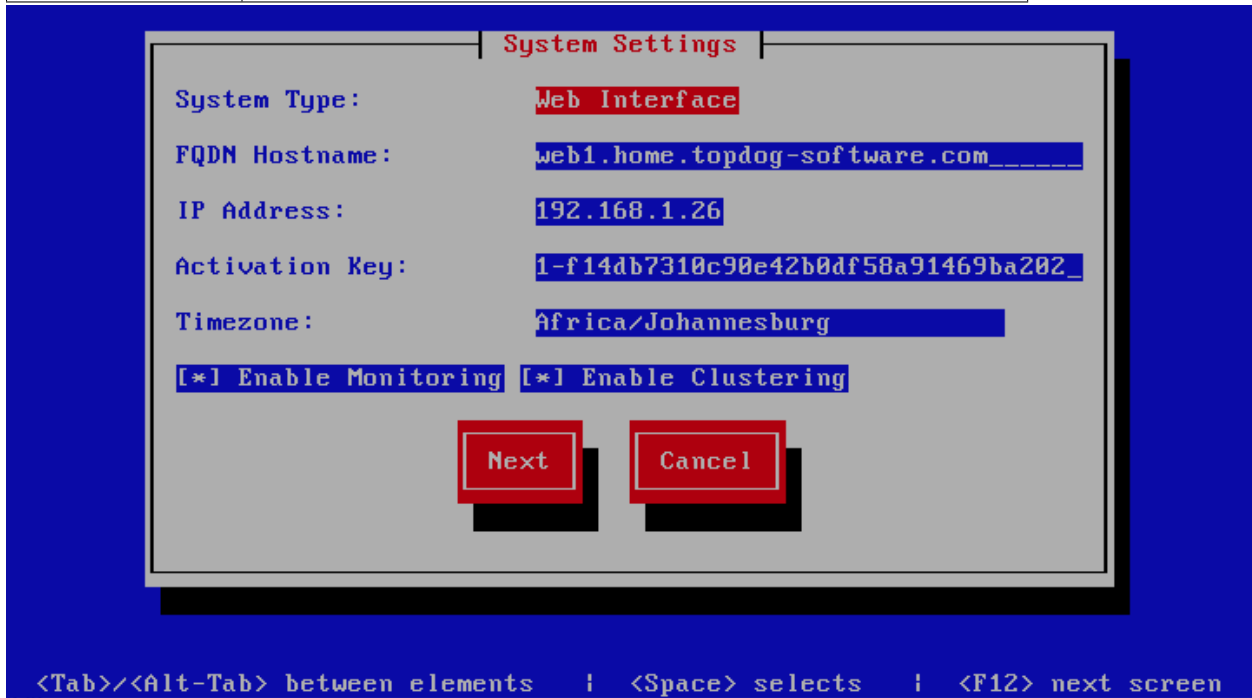 System Settings
System Type: Web Interface
FQDN Hostname: web1.home.topdog-software.com______
IP Address: 192.168.1.26
Activation Key: 1-f14db7310c90e42b0df58a91469ba202_
Timezone: Africa/Johannesburg
[*] Enable Monitoring [*] Enable Clustering
Next Cancel
<Tab>/<Alt-Tab> between elements | <Space> selects | <F12> next screen